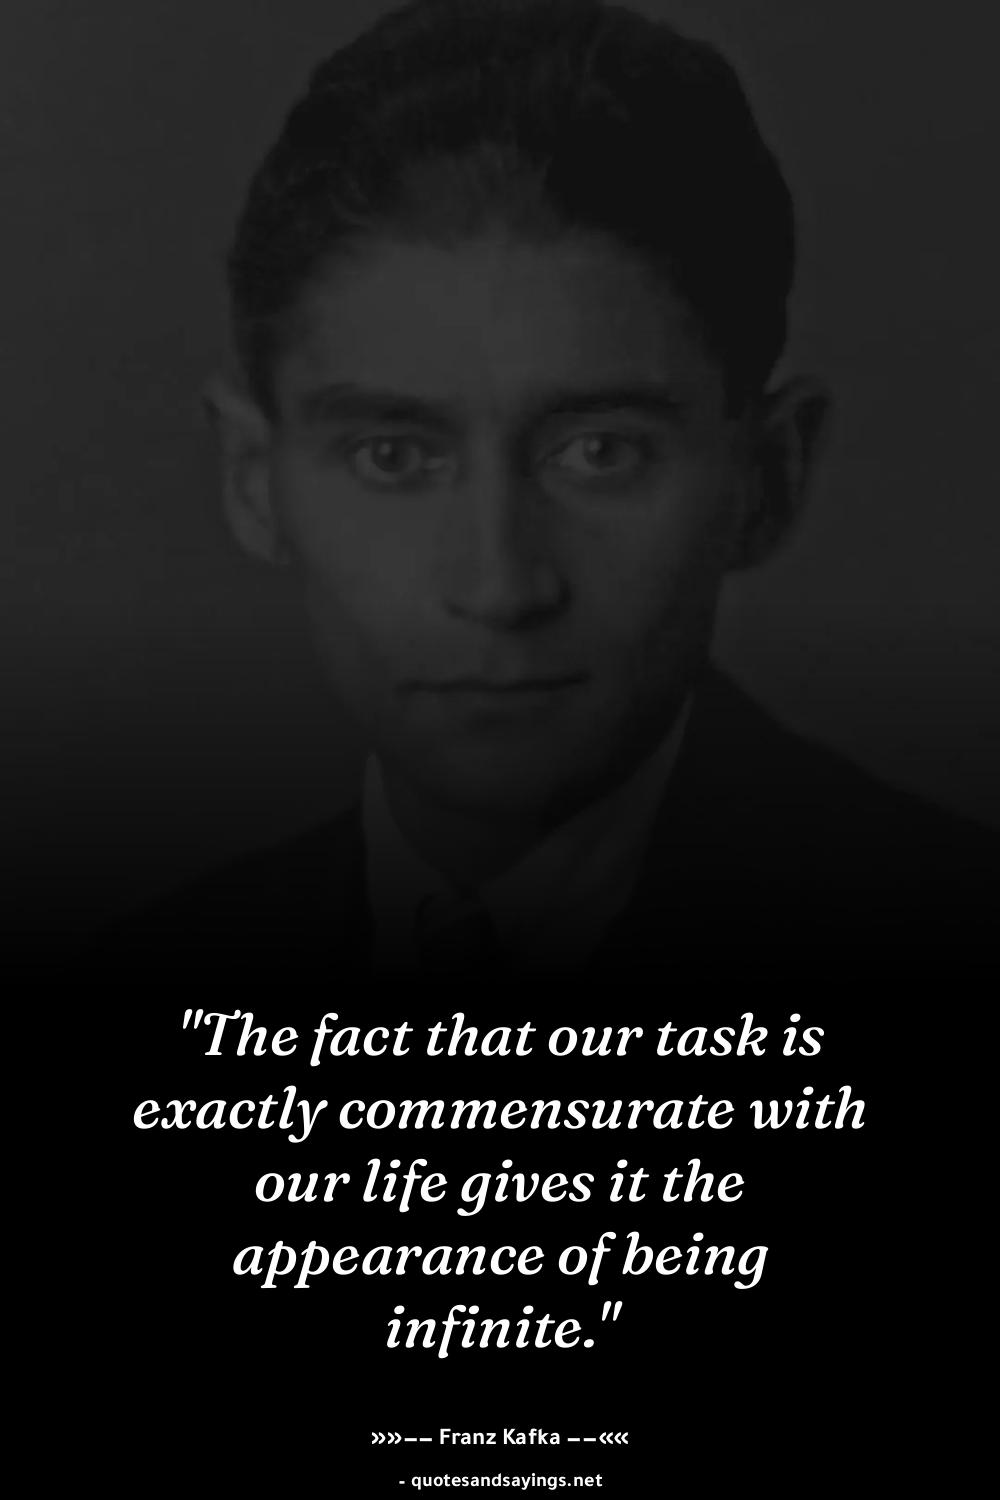 "The fact that our task is
exactly commensurate with
our life gives it the
appearance of being
infinite."
»»–– Franz Kafka ––««
- quotesandsayings.net